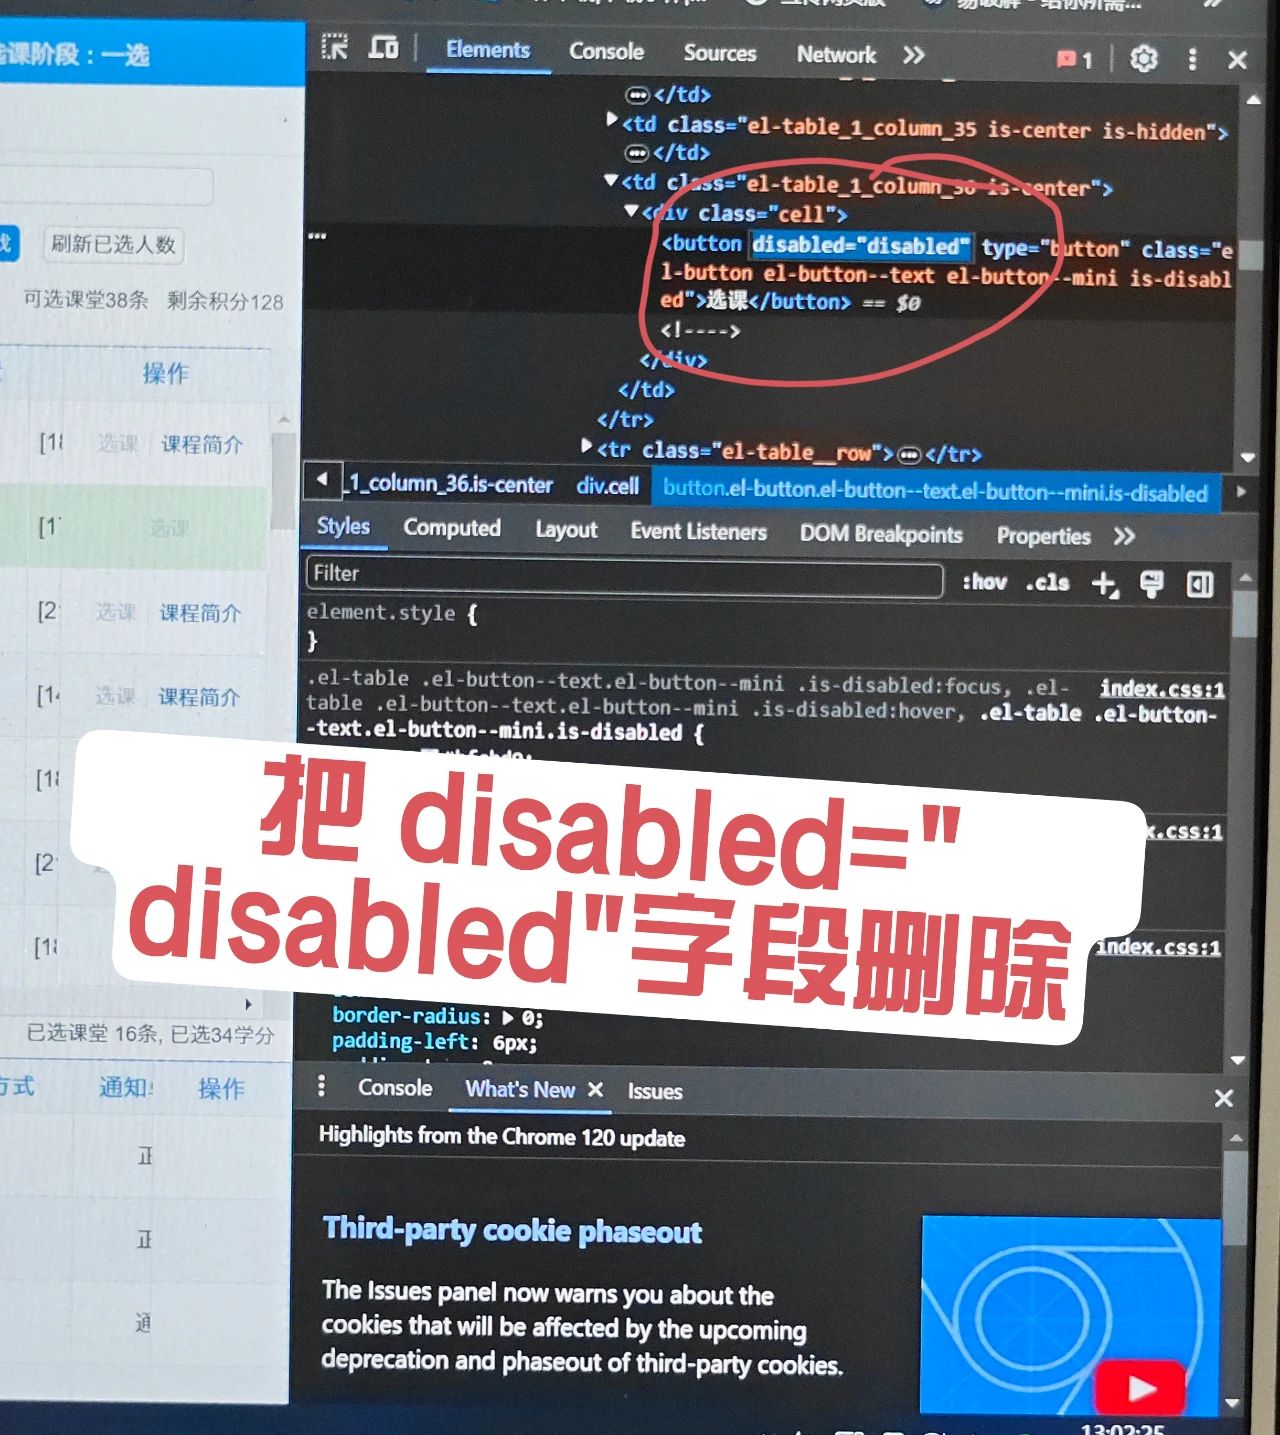 选课阶段：一选
Elements Console Sources Network 1
</td>
<td class="el-table_1_column_35 is-center is-hidden">
</td>
<td class="el-table_1_column_36 is-center">
<div class="cell">
刷新已选人数
<button disabled="disabled" type="button" class="e
l-button el-button--text el-button--mini is-disabl
ed">选课</button> == $0
可选课堂38条 剩余积分128
<!---->
</div>
操作
</td>
</tr>
<tr class="el-table__row"></tr>
选课 课程简介
_1_column_36.is-center div.cell button.el-button.el-button--text.el-button--mini.is-disabled
选课
Styles Computed Layout Event Listeners DOM Breakpoints Properties
Filter :hov .cls
选课 课程简介
element.style {
}
选课 课程简介
.el-table .el-button--text.el-button--mini .is-disabled:focus, .el- index.css:1
table .el-button--text.el-button--mini .is-disabled:hover, .el-table .el-button-
-text.el-button--mini.is-disabled {
把 disabled="
disabled"字段删除
index.css:1
border-radius: 0;
padding-left: 6px;
已选课堂 16条, 已选34学分
方式 通知 操作
Console What's New Issues
Highlights from the Chrome 120 update
正
Third-party cookie phaseout
正
The Issues panel now warns you about the
cookies that will be affected by the upcoming
deprecation and phaseout of third-party cookies.
通
13:02:25